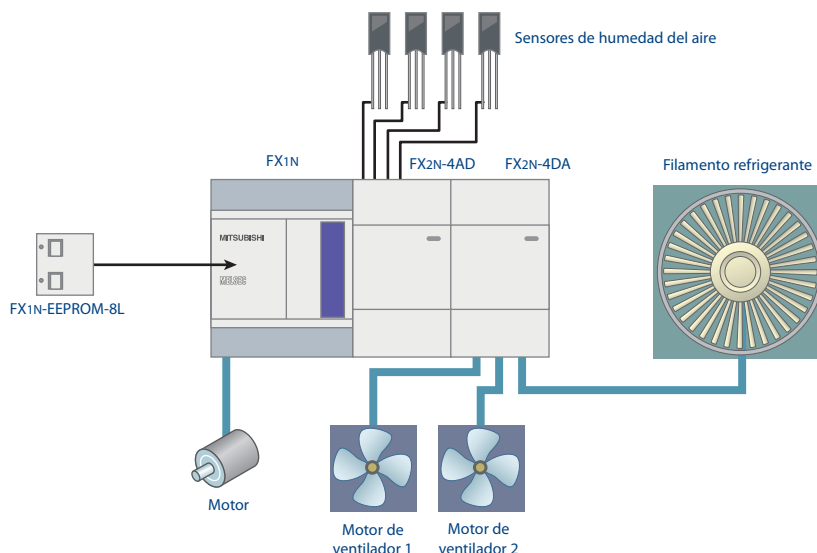 Sensores de humedad del aire
FX1N
FX2N-4AD
FX2N-4DA
Filamento refrigerante
MITSUBISHI
MELSEC
FX1N-EEPROM-8L
Motor
Motor de
ventilador 1
Motor de
ventilador 2